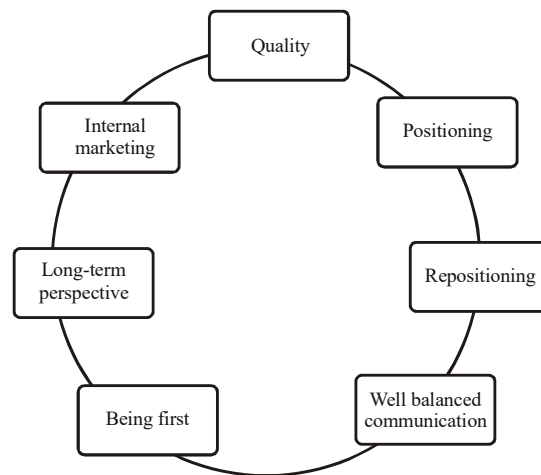 Quality
Positioning
Repositioning
Well balanced
communication
Being first
Long-term
perspective
Internal
marketing